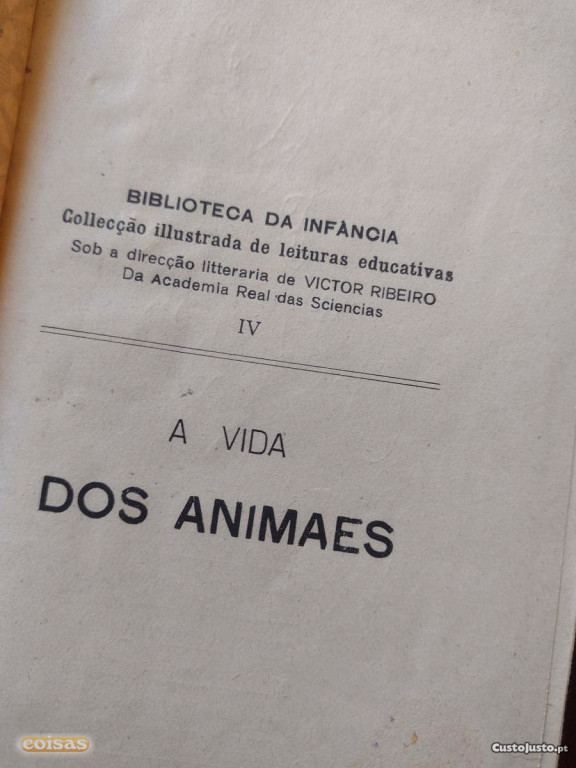 BIBLIOTECA DA INFÂNCIA
Collecção illustrada de leituras educativas
Sob a direcção litteraria de VICTOR RIBEIRO
Da Academia Real das Sciencias
IV
A VIDA
DOS ANIMAES
coisas
CustoJusto.pt